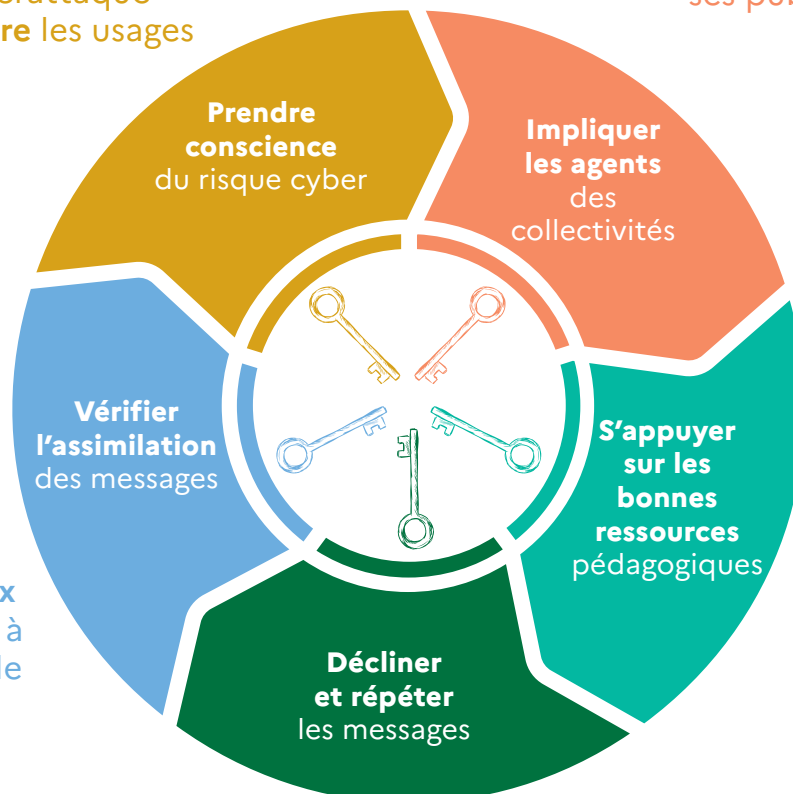 re les usages
Prendre
conscience
du risque cyber
Impliquer
les agents
des
collectivités
S'appuyer
sur les
bonnes
ressources
pédagogiques
Décliner
et répéter
les messages
Vérifier
l'assimilation
des messages
x
à
le